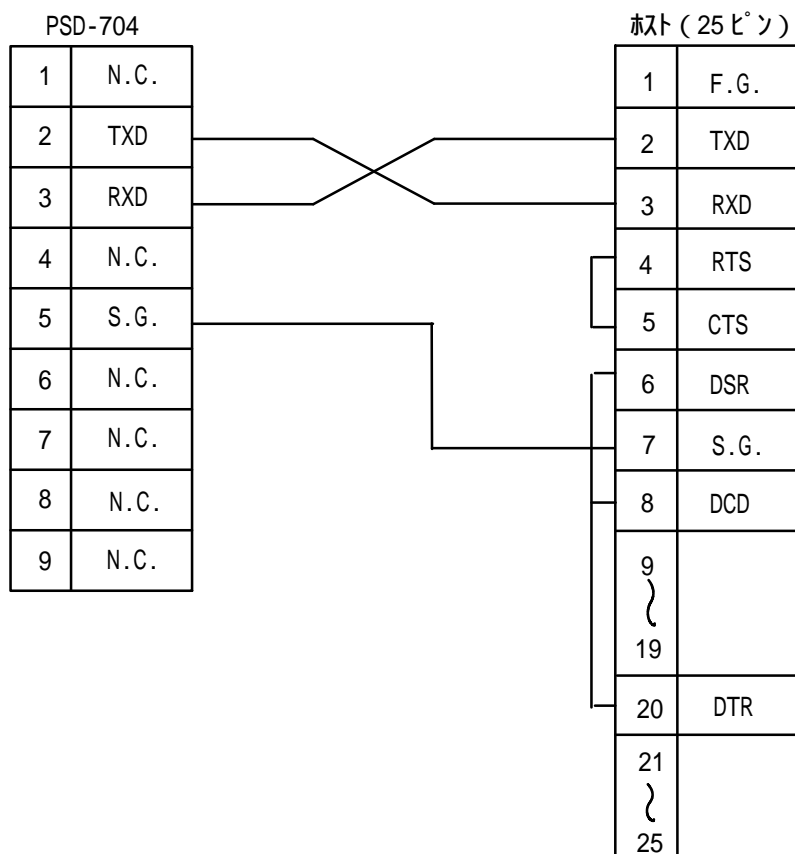 PSD-704
1 N.C.
2 TXD
3 RXD
4 N.C.
5 S.G.
6 N.C.
7 N.C.
8 N.C.
9 N.C.
ﾎｽﾄ(25ﾋﾟﾝ)
1 F.G.
2 TXD
3 RXD
4 RTS
5 CTS
6 DSR
7 S.G.
8 DCD
9
～
19
20 DTR
21
～
25